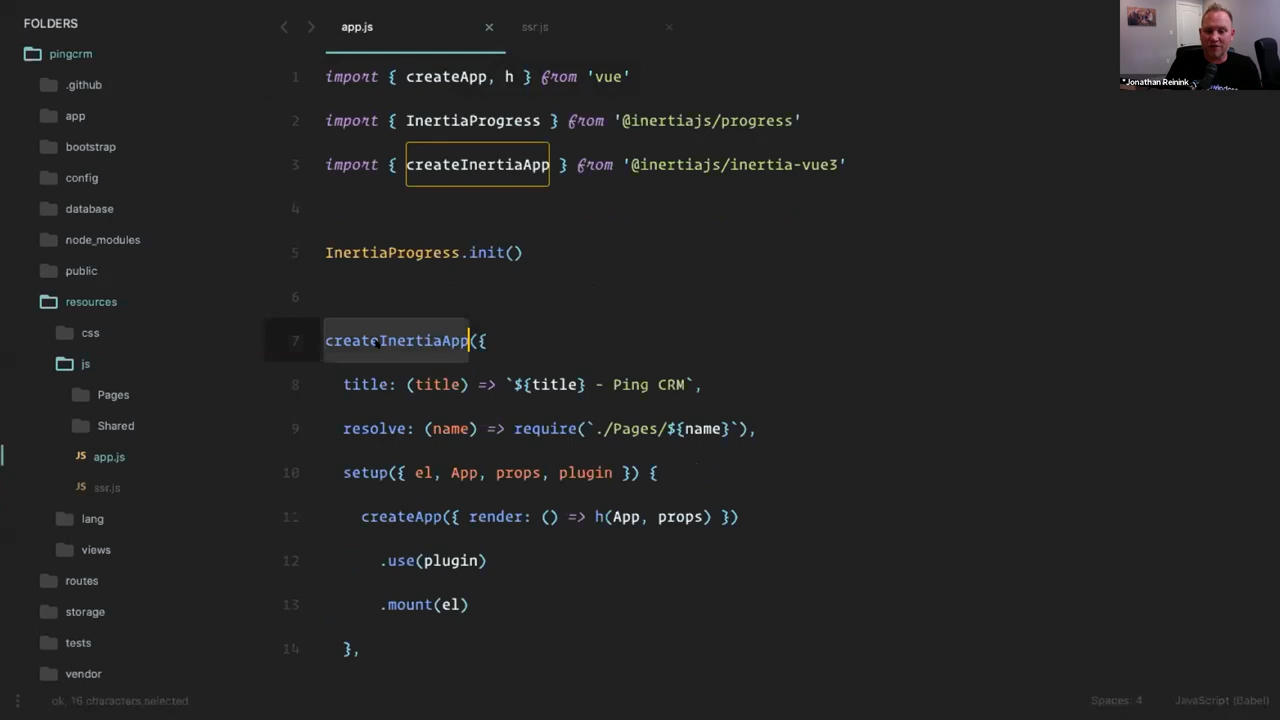 FOLDERS
pingcrm
.github
app
bootstrap
config
database
node_modules
public
resources
css
js
Pages
Shared
JS app.js
JS ssr.js
lang
views
routes
storage
tests
vendor
ok, 16 characters selected
app.js
ssr.js
1 import { createApp, h } from 'vue'
2 import { InertiaProgress } from '@inertiajs/progress'
3 import { createInertiaApp } from '@inertiajs/inertia-vue3'
4
5 InertiaProgress.init()
6
7 createInertiaApp({
8 title: (title) => `${title} - Ping CRM`,
9 resolve: (name) => require(`./Pages/${name}`),
10 setup({ el, App, props, plugin }) {
11 createApp({ render: () => h(App, props) })
12 .use(plugin)
13 .mount(el)
14 },
Spaces: 4
JavaScript (Babel)
*Jonathan Reinink